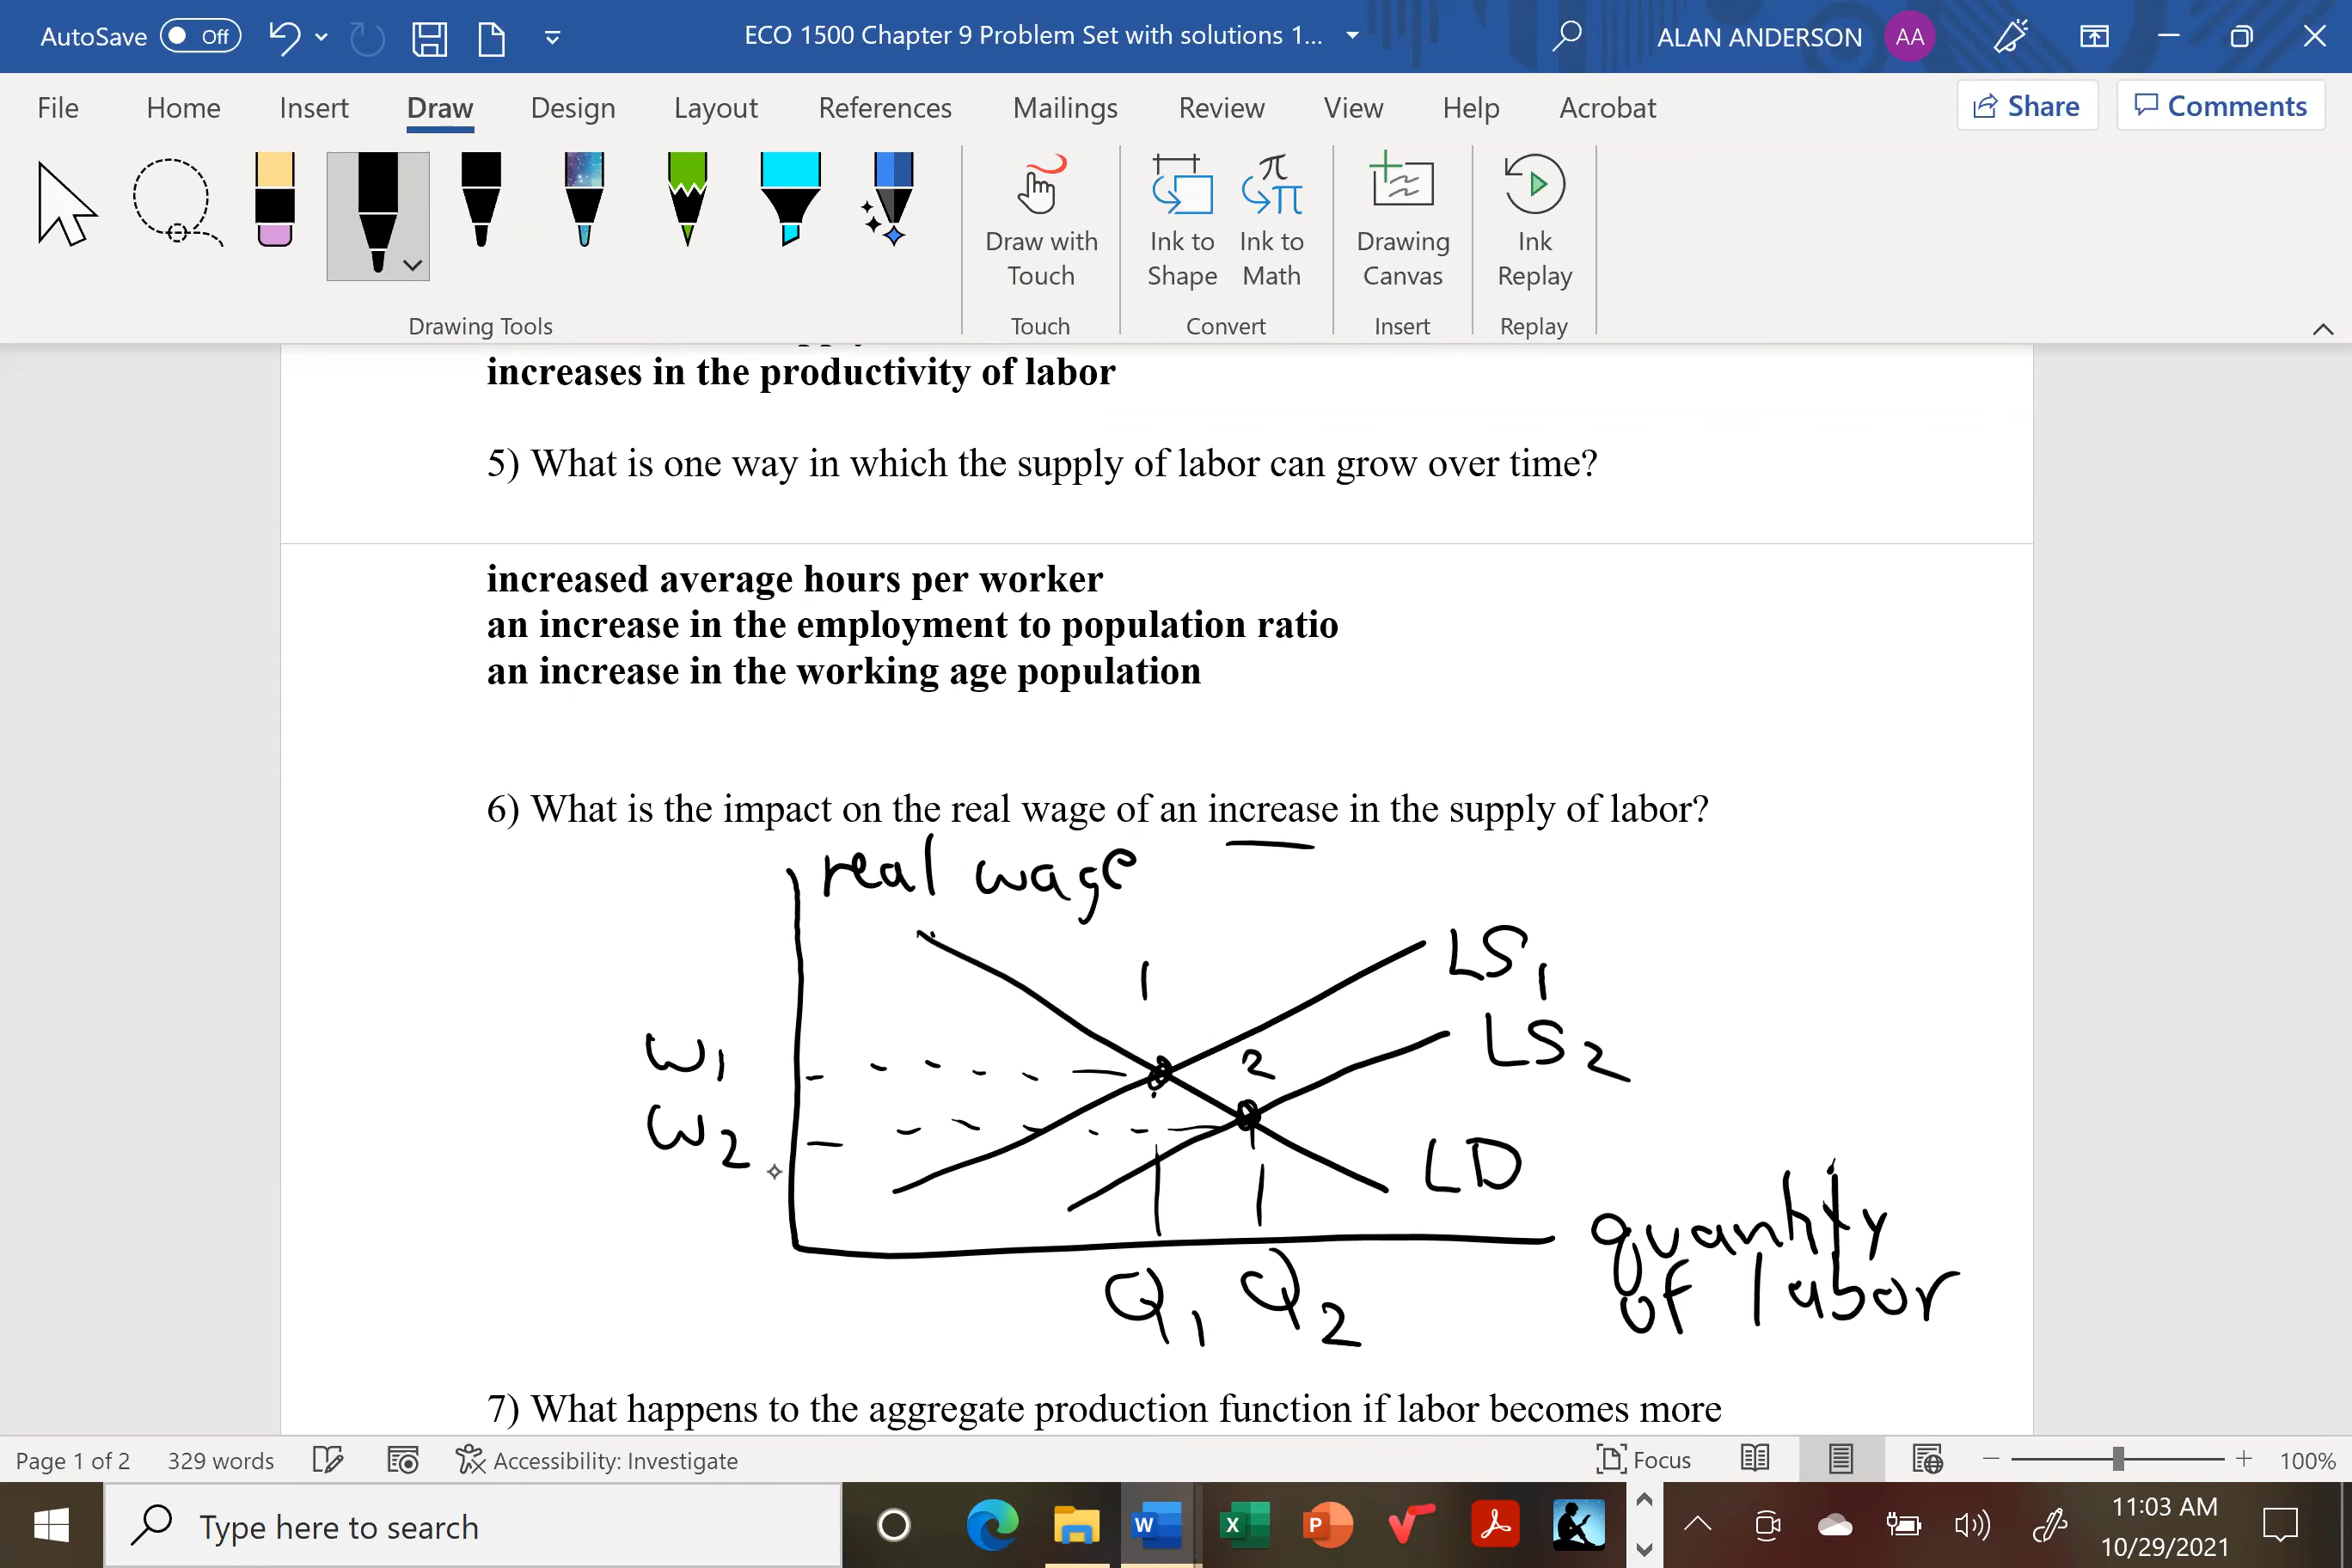 AutoSave Off
ECO 1500 Chapter 9 Problem Set with solutions 1...
ALAN ANDERSON AA
File Home Insert Draw Design Layout References Mailings Review View Help Acrobat Share Comments
Draw with Touch
Ink to Shape
Ink to Math
Drawing Canvas
Ink Replay
Drawing Tools Touch Convert Insert Replay
increases in the productivity of labor
5) What is one way in which the supply of labor can grow over time?
increased average hours per worker
an increase in the employment to population ratio
an increase in the working age population
6) What is the impact on the real wage of an increase in the supply of labor?
real wage
LS1
1
LS2
W1
2
W2
LD
quantity
of labor
Q1 Q2
7) What happens to the aggregate production function if labor becomes more
Page 1 of 2 329 words Accessibility: Investigate Focus 100%
Type here to search
11:03 AM
10/29/2021